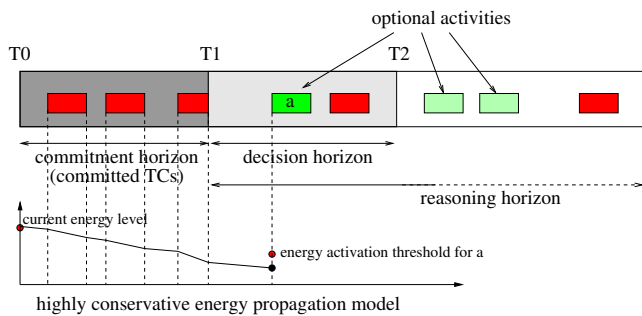 optional activities
T0 T1 T2
a
commitment horizon decision horizon
(committed TCs)
reasoning horizon
current energy level
energy activation threshold for a
highly conservative energy propagation model